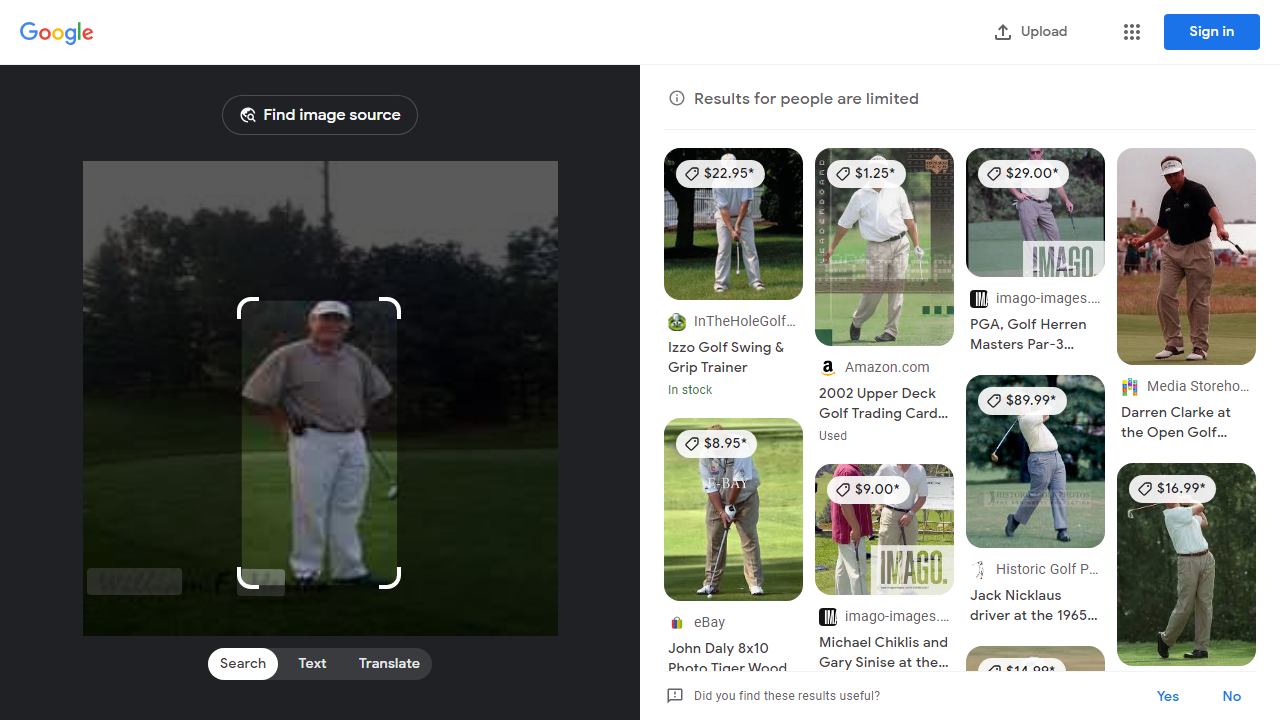 Google
Upload
Sign in
Find image source
Results for people are limited
$22.95*
InTheHoleGolf...
Izzo Golf Swing &
Grip Trainer
In stock
$8.95*
E-BAY
eBay
John Daly 8x10
Photo Tiger Wood
$1.25*
Amazon.com
2002 Upper Deck
Golf Trading Card...
Used
$9.00*
IMAGO.
imago-images....
Michael Chiklis and
Gary Sinise at the...
$29.00*
IMAGO.
imago-images....
PGA, Golf Herren
Masters Par-3...
$89.99*
HISTORIC GOLF PHOTOS
Historic Golf P...
Jack Nicklaus
driver at the 1965...
$14.99*
Media Storeho...
Darren Clarke at
the Open Golf...
$16.99*
Search
Text
Translate
Did you find these results useful?
Yes
No